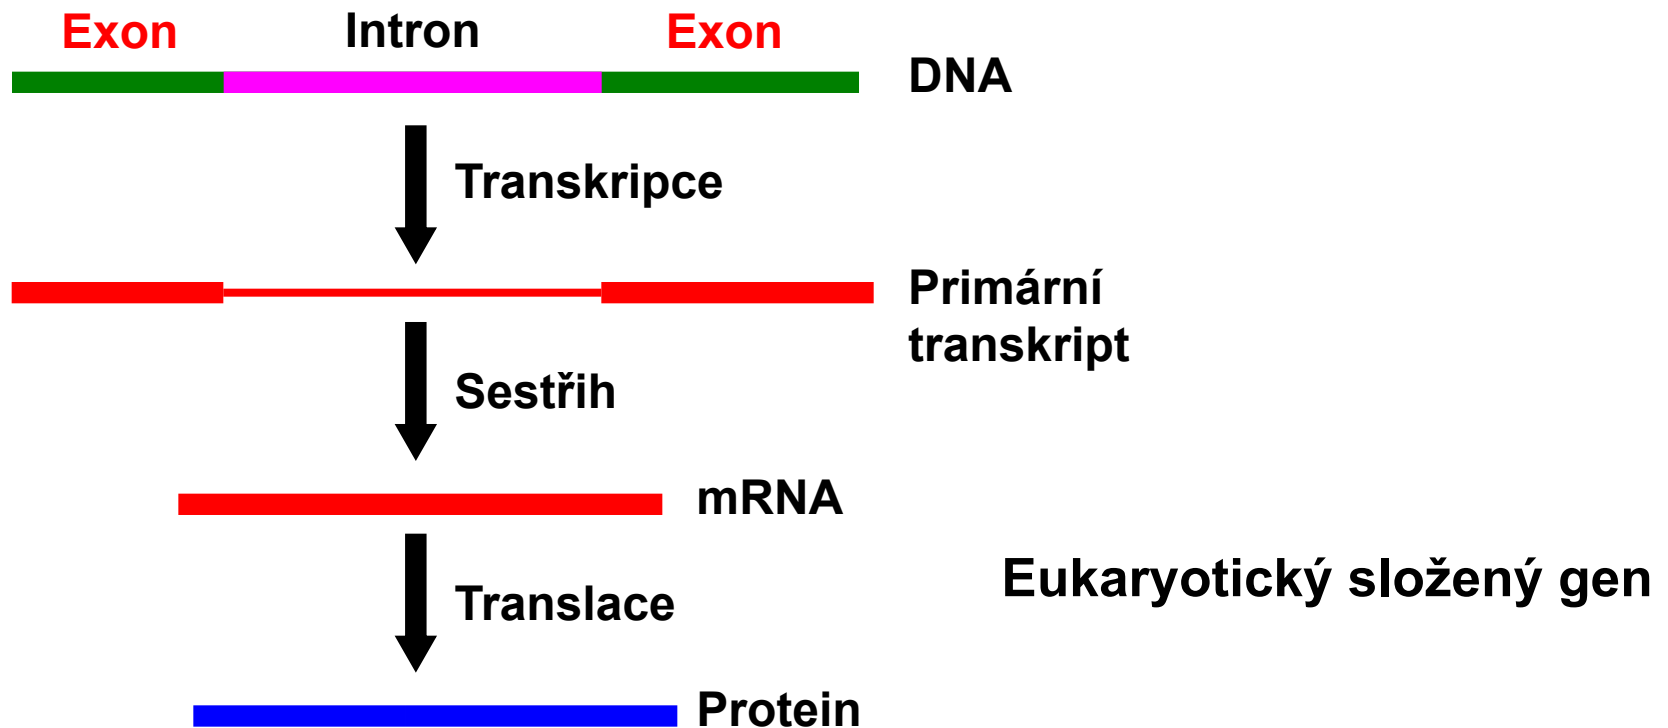 Exon Intron Exon
DNA
Transkripce
Primární
transkript
Sestřih
mRNA
Eukaryotický složený gen
Translace
Protein